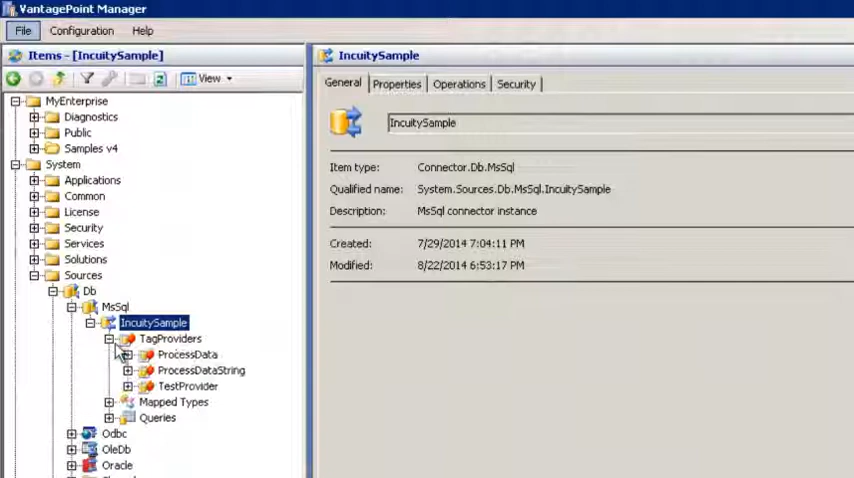 VantagePoint Manager
File Configuration Help
Items - [IncuitySample]
View
MyEnterprise
Diagnostics
Public
Samples v4
System
Applications
Common
License
Security
Services
Solutions
Sources
Db
MsSql
IncuitySample
TagProviders
ProcessData
ProcessDataString
TestProvider
Mapped Types
Queries
Odbc
OleDb
Oracle
IncuitySample
General Properties Operations Security
IncuitySample
Item type: Connector.Db.MsSql
Qualified name: System.Sources.Db.MsSql.IncuitySample
Description: MsSql connector instance
Created: 7/29/2014 7:04:11 PM
Modified: 8/22/2014 6:53:17 PM